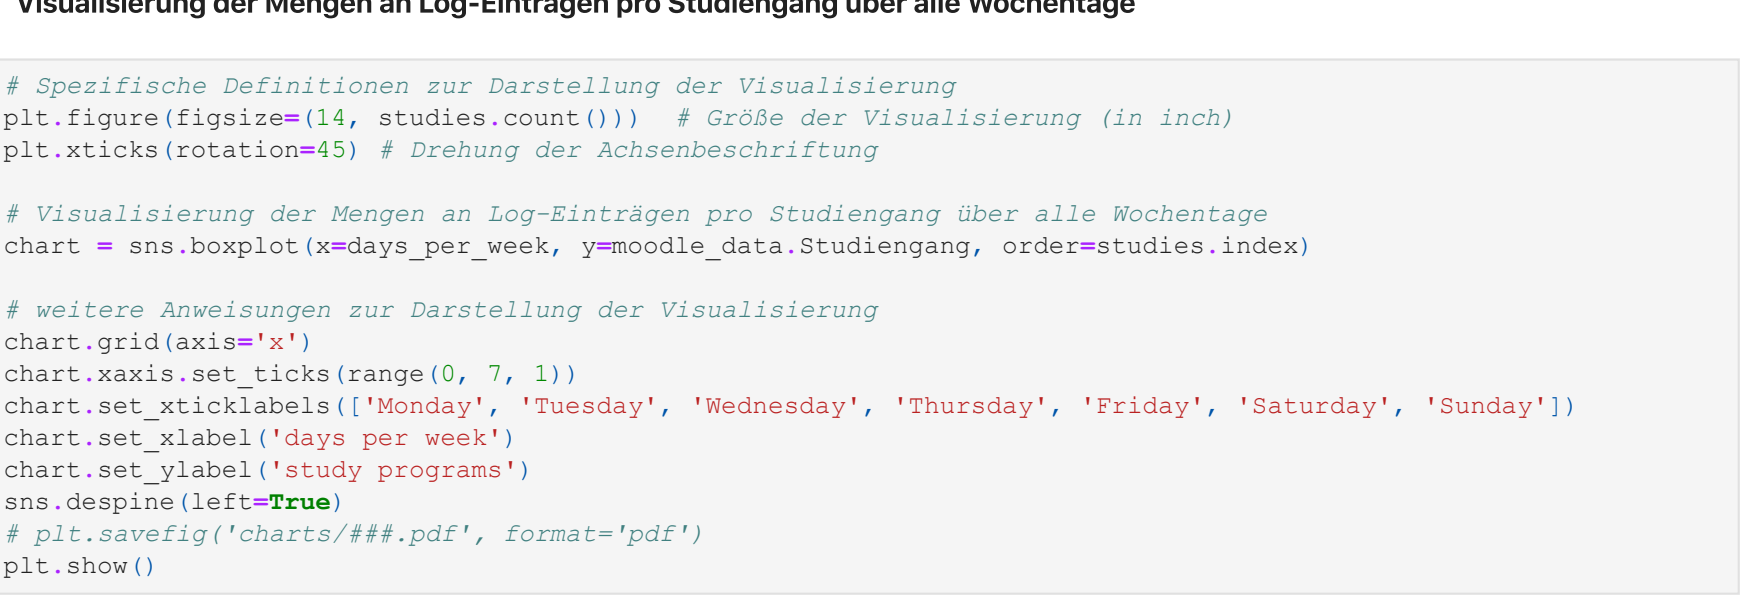 Visualisierung der Mengen an Log-Einträgen pro Studiengang über alle Wochentage
# Spezifische Definitionen zur Darstellung der Visualisierung
plt.figure(figsize=(14, studies.count()))  # Größe der Visualisierung (in inch)
plt.xticks(rotation=45) # Drehung der Achsenbeschriftung
# Visualisierung der Mengen an Log-Einträgen pro Studiengang über alle Wochentage
chart = sns.boxplot(x=days_per_week, y=moodle_data.Studiengang, order=studies.index)
# weitere Anweisungen zur Darstellung der Visualisierung
chart.grid(axis='x')
chart.xaxis.set_ticks(range(0, 7, 1))
chart.set_xticklabels(['Monday', 'Tuesday', 'Wednesday', 'Thursday', 'Friday', 'Saturday', 'Sunday'])
chart.set_xlabel('days per week')
chart.set_ylabel('study programs')
sns.despine(left=True)
# plt.savefig('charts/###.pdf', format='pdf')
plt.show()